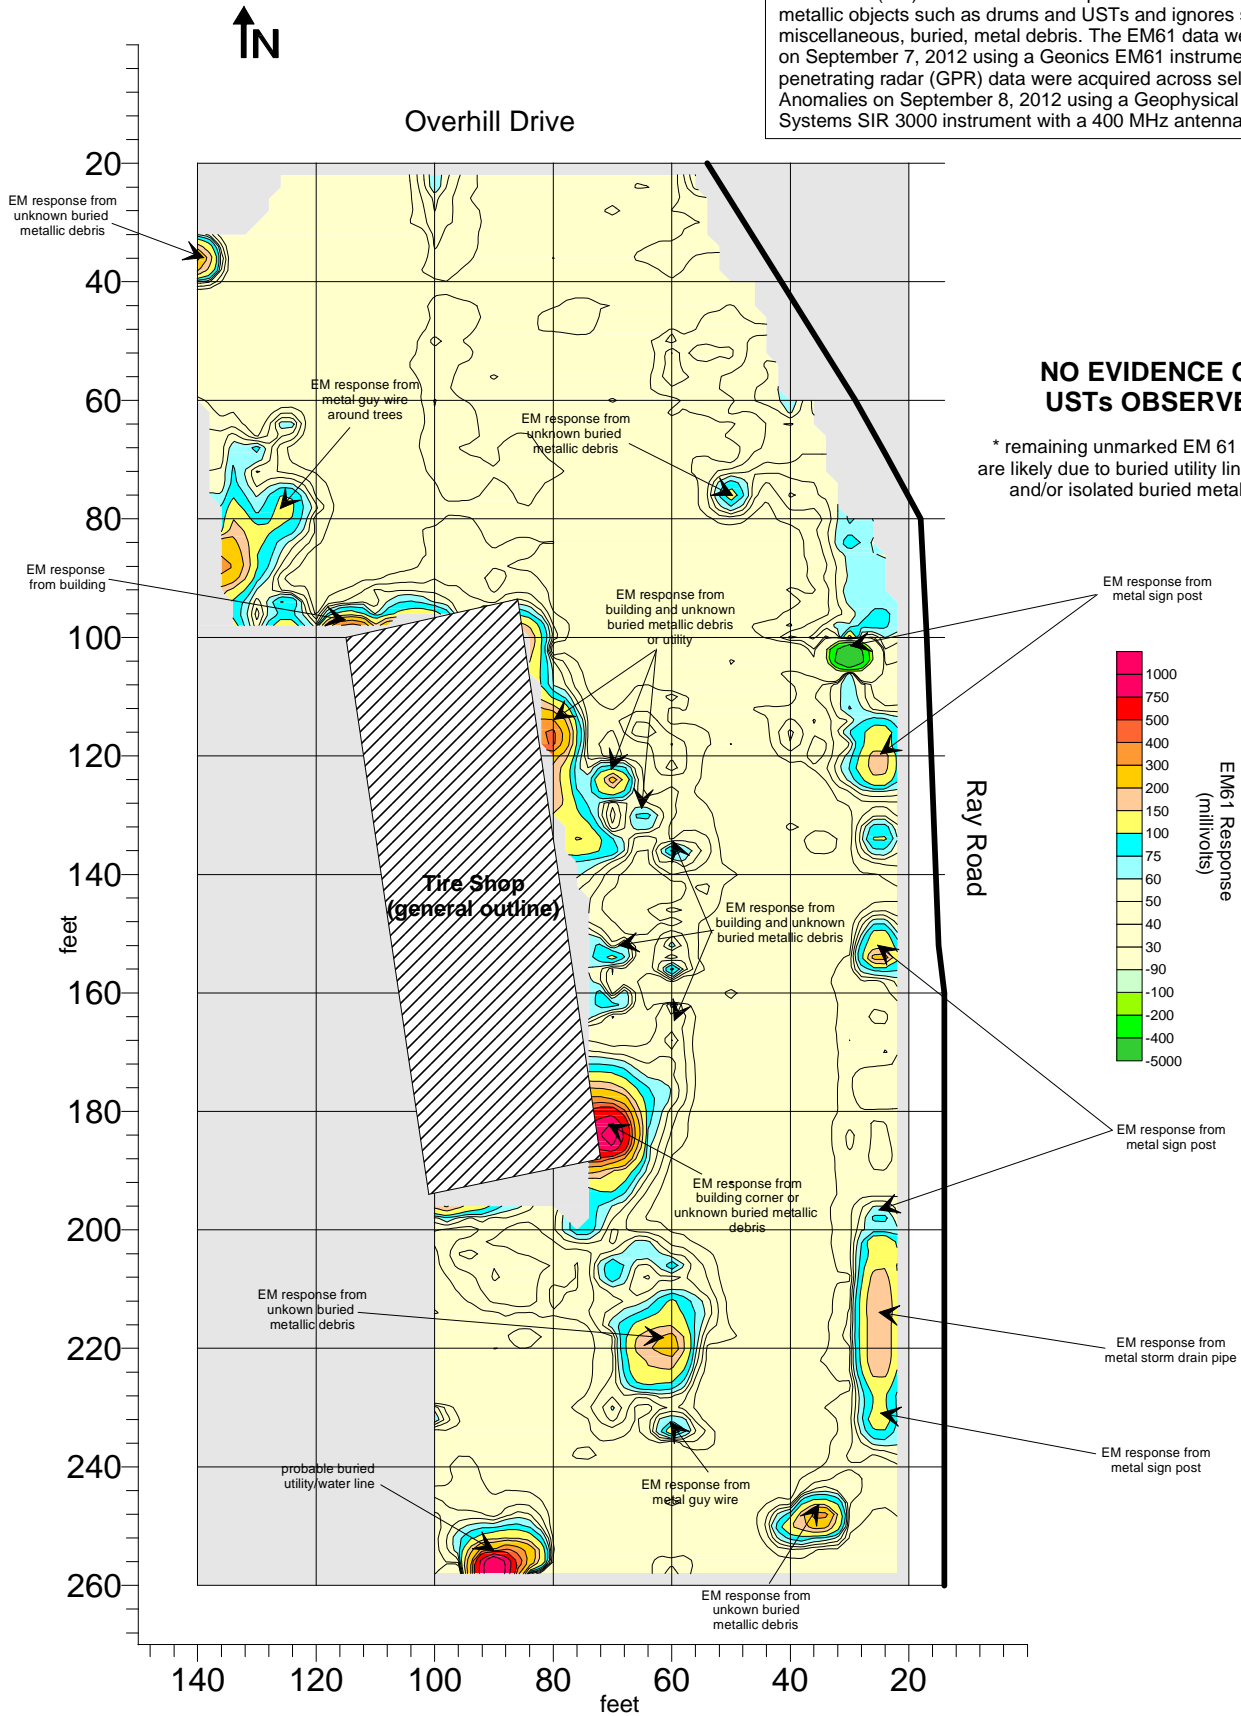 metallic objects such as drums and USTs and ignores
miscellaneous, buried, metal debris. The EM61 data
on September 7, 2012 using a Geonics EM61
penetrating radar (GPR) data were acquired across
Anomalies on September 8, 2012 using a Geophysical
Systems SIR 3000 instrument with a 400 MHz antenna
N
Overhill Drive
20
40
60
80
100
120
140
160
180
200
220
240
260
feet
EM response from
unknown buried
metallic debris
EM response from
metal guy wire
around trees
EM response from
unknown buried
metallic debris
NO EVIDENCE
USTs
* remaining unmarked EM 61
are likely due to buried utility
and/or isolated buried
EM response
from building
EM response from
building and unknown
buried metallic debris
or utility
EM response from
metal sign post
1000
750
500
400
300
200
150
100
75
60
50
40
30
-90
-100
-200
-400
-5000
EM61 Response
(millivolts)
Ray Road
Tire Shop
(general outline)
EM response from
building and unknown
buried metallic debris
EM response from
metal sign post
EM response from
building corner or
unknown buried metallic
debris
EM response from
unkown buried
metallic debris
EM response from
metal storm drain pipe
EM response from
metal sign post
probable buried
utility/water line
EM response from
metal guy wire
EM response from
unkown buried
metallic debris
140
120
100
80
60
40
20
feet